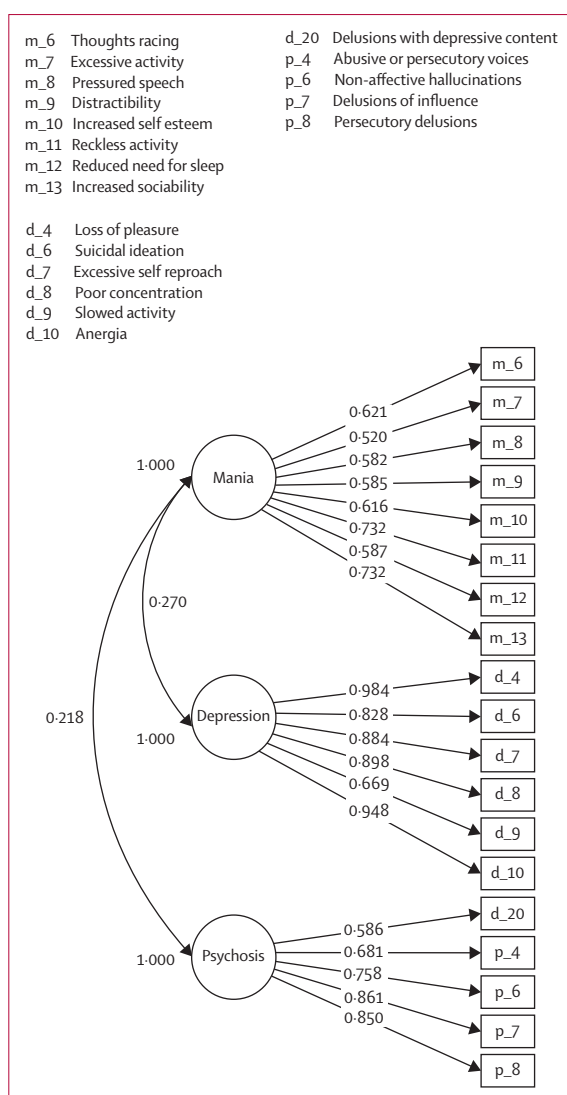 m_6 Thoughts racing
m_7 Excessive activity
m_8 Pressured speech
m_9 Distractibility
m_10 Increased self esteem
m_11 Reckless activity
m_12 Reduced need for sleep
m_13 Increased sociability
d_4 Loss of pleasure
d_6 Suicidal ideation
d_7 Excessive self reproach
d_8 Poor concentration
d_9 Slowed activity
d_10 Anergia
d_20 Delusions with depressive content
p_4 Abusive or persecutory voices
p_6 Non-affective hallucinations
p_7 Delusions of influence
p_8 Persecutory delusions
1·000
Mania
0·621
m_6
0·520
m_7
0·582
m_8
0·585
m_9
0·616
m_10
0·732
m_11
0·587
m_12
0·732
m_13
0·270
0·218
1·000
Depression
0·984
d_4
0·828
d_6
0·884
d_7
0·898
d_8
0·669
d_9
0·948
d_10
1·000
Psychosis
0·586
d_20
0·681
p_4
0·758
p_6
0·861
p_7
0·850
p_8